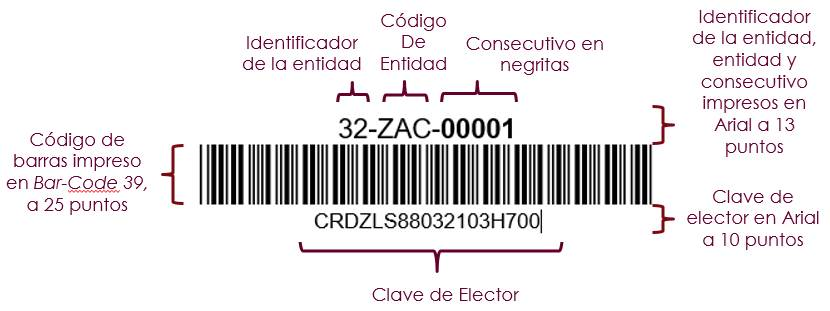 Identificador
de la entidad
Código
De
Entidad
Consecutivo en
negritas
Identificador
de la entidad,
entidad y
consecutivo
impresos en
Arial a 13
puntos
32-ZAC-00001
Código de
barras impreso
en Bar-Code 39,
a 25 puntos
CRDZLS88032103H700
Clave de
elector en Arial
a 10 puntos
Clave de Elector